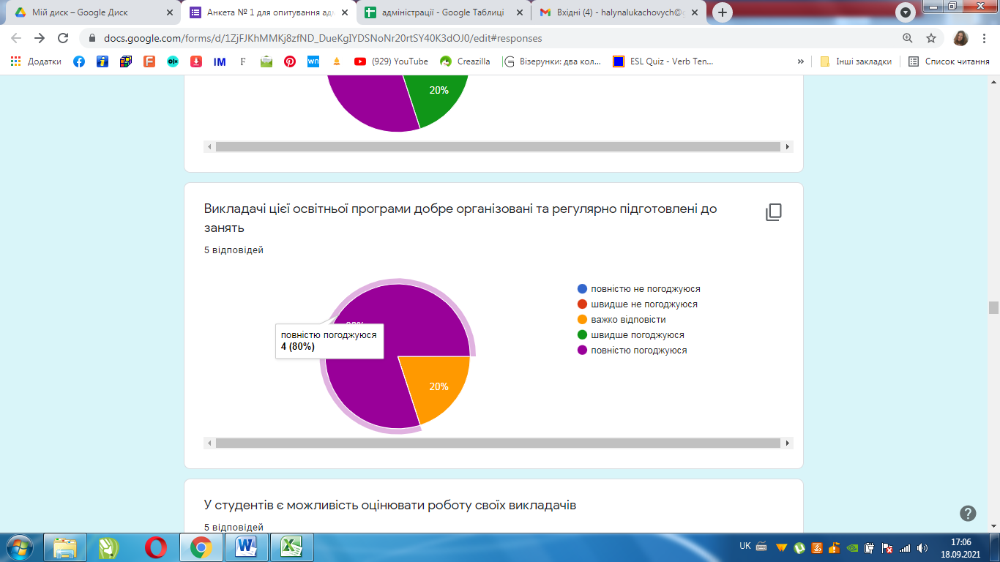 Мій диск – Google Диск
Анкета № 1 для опитування адм
адміністрації - Google Таблиці
Вхідні (4) - halynalukachovych@g
docs.google.com/forms/d/1ZjFJKhMMKj8zfND_DueKgIYDSNoNr20rtSY40K3dOJ0/edit#responses
Додатки
IM
F
wn
(929) YouTube
Creazilla
Візерунки: два кол...
ESL Quiz - Verb Ten...
»
Інші закладки
Список читання
20%
Викладачі цієї освітньої програми добре організовані та регулярно підготовлені до
занять
5 відповідей
повністю не погоджуюся
швидше не погоджуюся
важко відповісти
швидше погоджуюся
повністю погоджуюся
повністю погоджуюся
4 (80%)
20%
У студентів є можливість оцінювати роботу своїх викладачів
5 відповідей
UK
17:06
18.09.2021